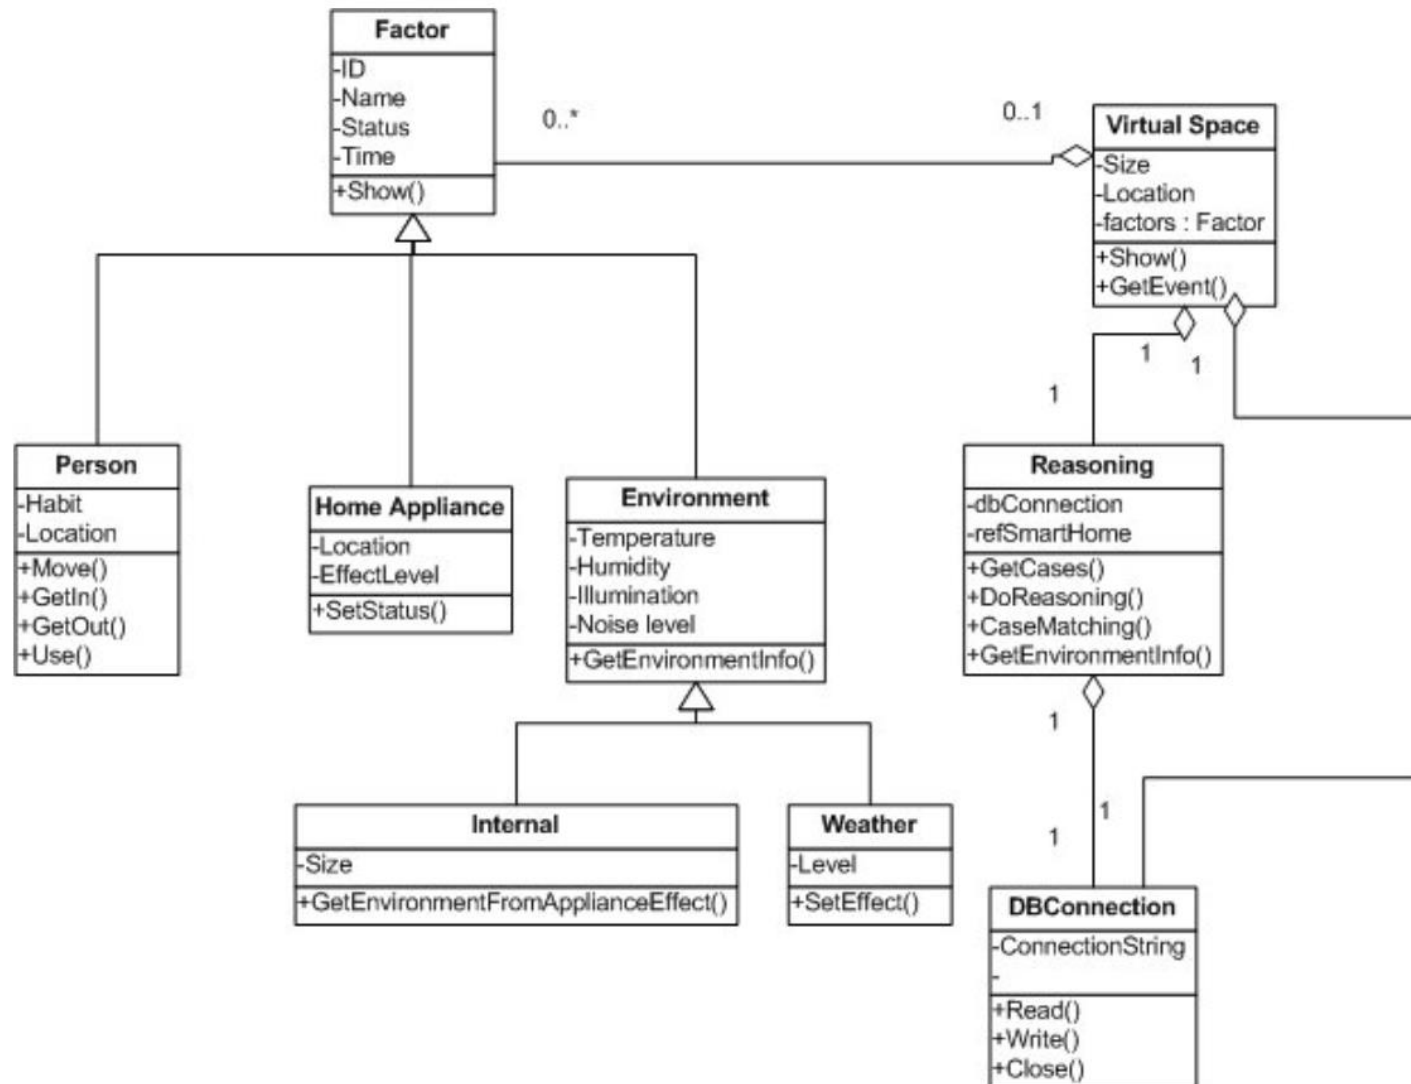 Factor
-ID
-Name
-Status
-Time
+Show()
0..*
0..1
Virtual Space
-Size
-Location
-factors : Factor
+Show()
+GetEvent()
1
1
1
Person
-Habit
-Location
+Move()
+GetIn()
+GetOut()
+Use()
Home Appliance
-Location
-EffectLevel
+SetStatus()
Environment
-Temperature
-Humidity
-Illumination
-Noise level
+GetEnvironmentInfo()
Reasoning
-dbConnection
-refSmartHome
+GetCases()
+DoReasoning()
+CaseMatching()
+GetEnvironmentInfo()
1
1
1
Internal
-Size
+GetEnvironmentFromApplianceEffect()
Weather
-Level
+SetEffect()
DBConnection
-ConnectionString
-
+Read()
+Write()
+Close()